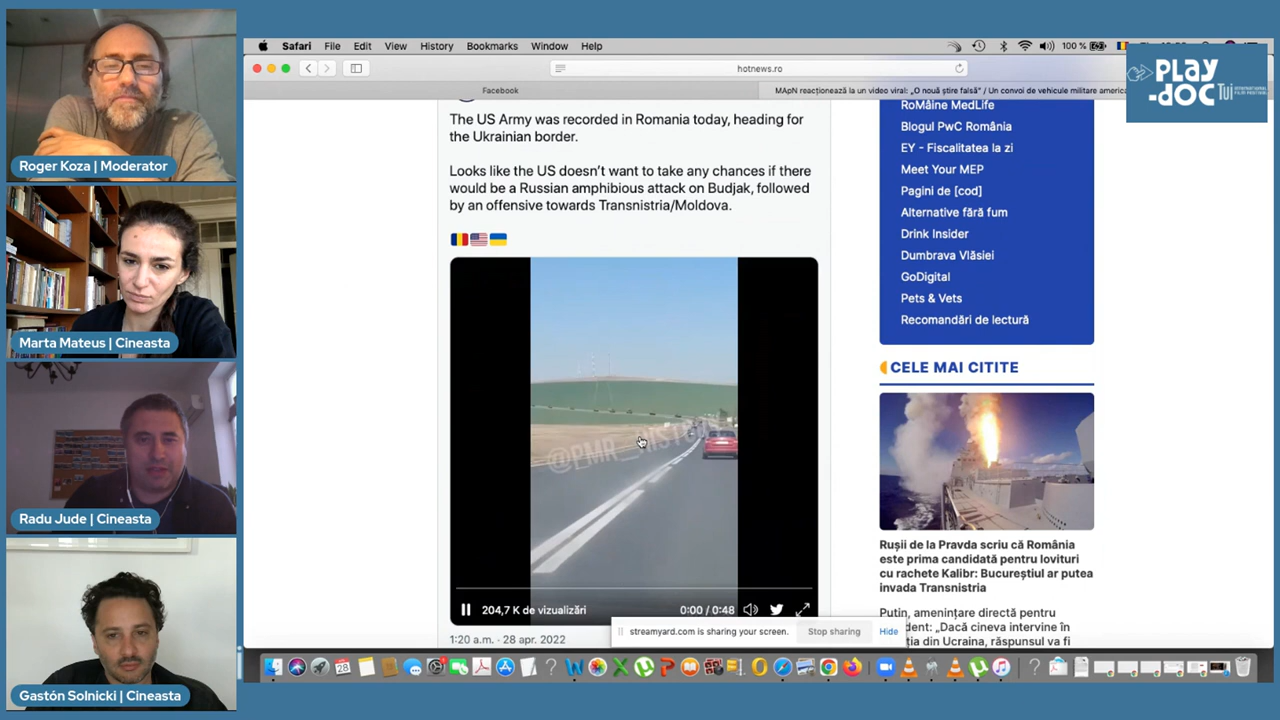 Roger Koza | Moderator
Marta Mateus | Cineasta
Radu Jude | Cineasta
Gastón Solnicki | Cineasta
Safari File Edit View History Bookmarks Window Help
100 %
hotnews.ro
Facebook
MApN reacționează la un video viral: „O nouă știre falsă” / Un convoi de vehicule militare america
PLAY
-DOC Tui
INTERNATIONAL
FILM FESTIVAL
The US Army was recorded in Romania today, heading for
the Ukrainian border.
Looks like the US doesn’t want to take any chances if there
would be a Russian amphibious attack on Budjak, followed
by an offensive towards Transnistria/Moldova.
204,7 K de vizualizări
0:00 / 0:48
1:20 a.m. · 28 apr. 2022
streamyard.com is sharing your screen.
Stop sharing
Hide
RoMâine MedLife
Blogul PwC România
EY - Fiscalitatea la zi
Meet Your MEP
Pagini de [cod]
Alternative fără fum
Drink Insider
Dumbrava Vlăsiei
GoDigital
Pets & Vets
Recomandări de lectură
CELE MAI CITITE
Rușii de la Pravda scriu că România
este prima candidată pentru lovituri
cu rachete Kalibr: Bucureștiul ar putea
invada Transnistria
Putin, amenințare directă pentru
dent: „Dacă cineva intervine în
ția din Ucraina, răspunsul va fi
28